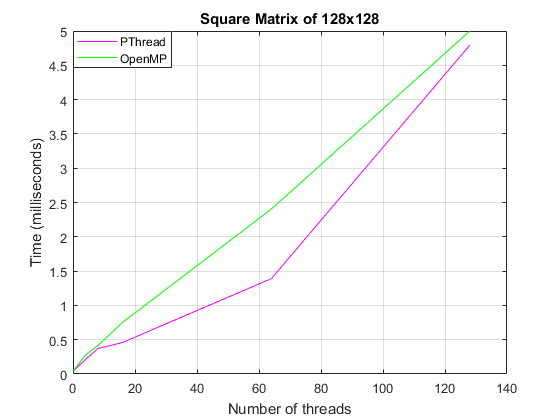 Square Matrix of 128x128
PThread
OpenMP
5
4.5
4
3.5
3
2.5
2
1.5
1
0.5
0
Time (milliseconds)
0 20 40 60 80 100 120 140
Number of threads